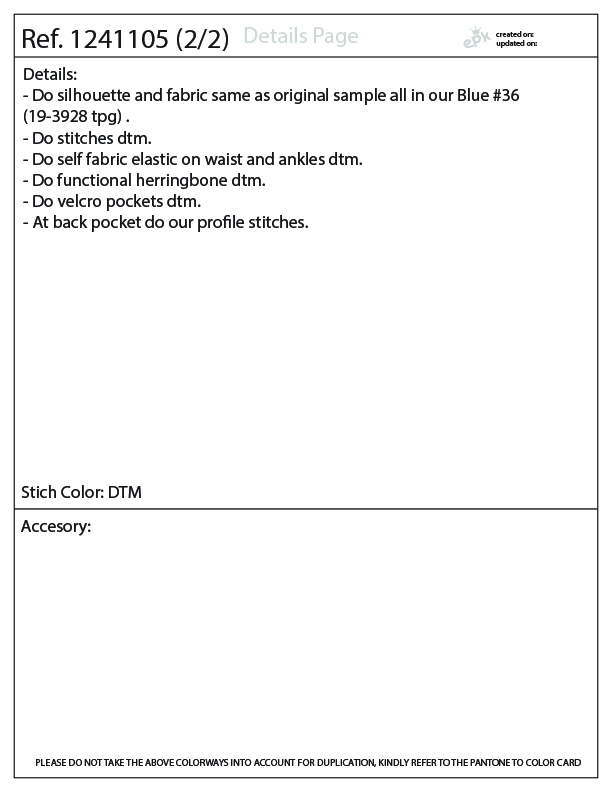 Ref. 1241105 (2/2) Details Page
epk
created on:
updated on:
Details:
- Do silhouette and fabric same as original sample all in our Blue #36
(19-3928 tpg) .
- Do stitches dtm.
- Do self fabric elastic on waist and ankles dtm.
- Do functional herringbone dtm.
- Do velcro pockets dtm.
- At back pocket do our profile stitches.
Stich Color: DTM
Accesory:
PLEASE DO NOT TAKE THE ABOVE COLORWAYS INTO ACCOUNT FOR DUPLICATION, KINDLY REFER TO THE PANTONE TO COLOR CARD